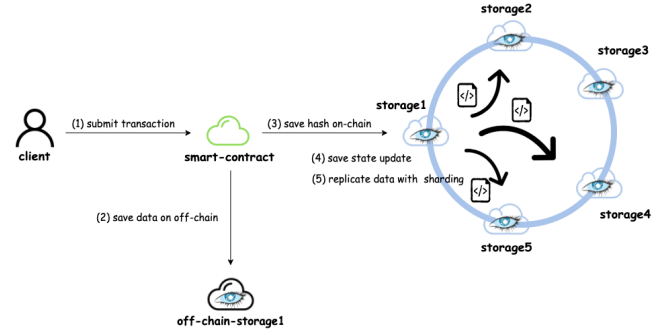 storage2
storage3
storage1
(1) submit transaction
(3) save hash on-chain
</>
</>
client
smart-contract
(4) save state update
(5) replicate data with sharding
</>
storage4
(2) save data on off-chain
storage5
off-chain-storage1